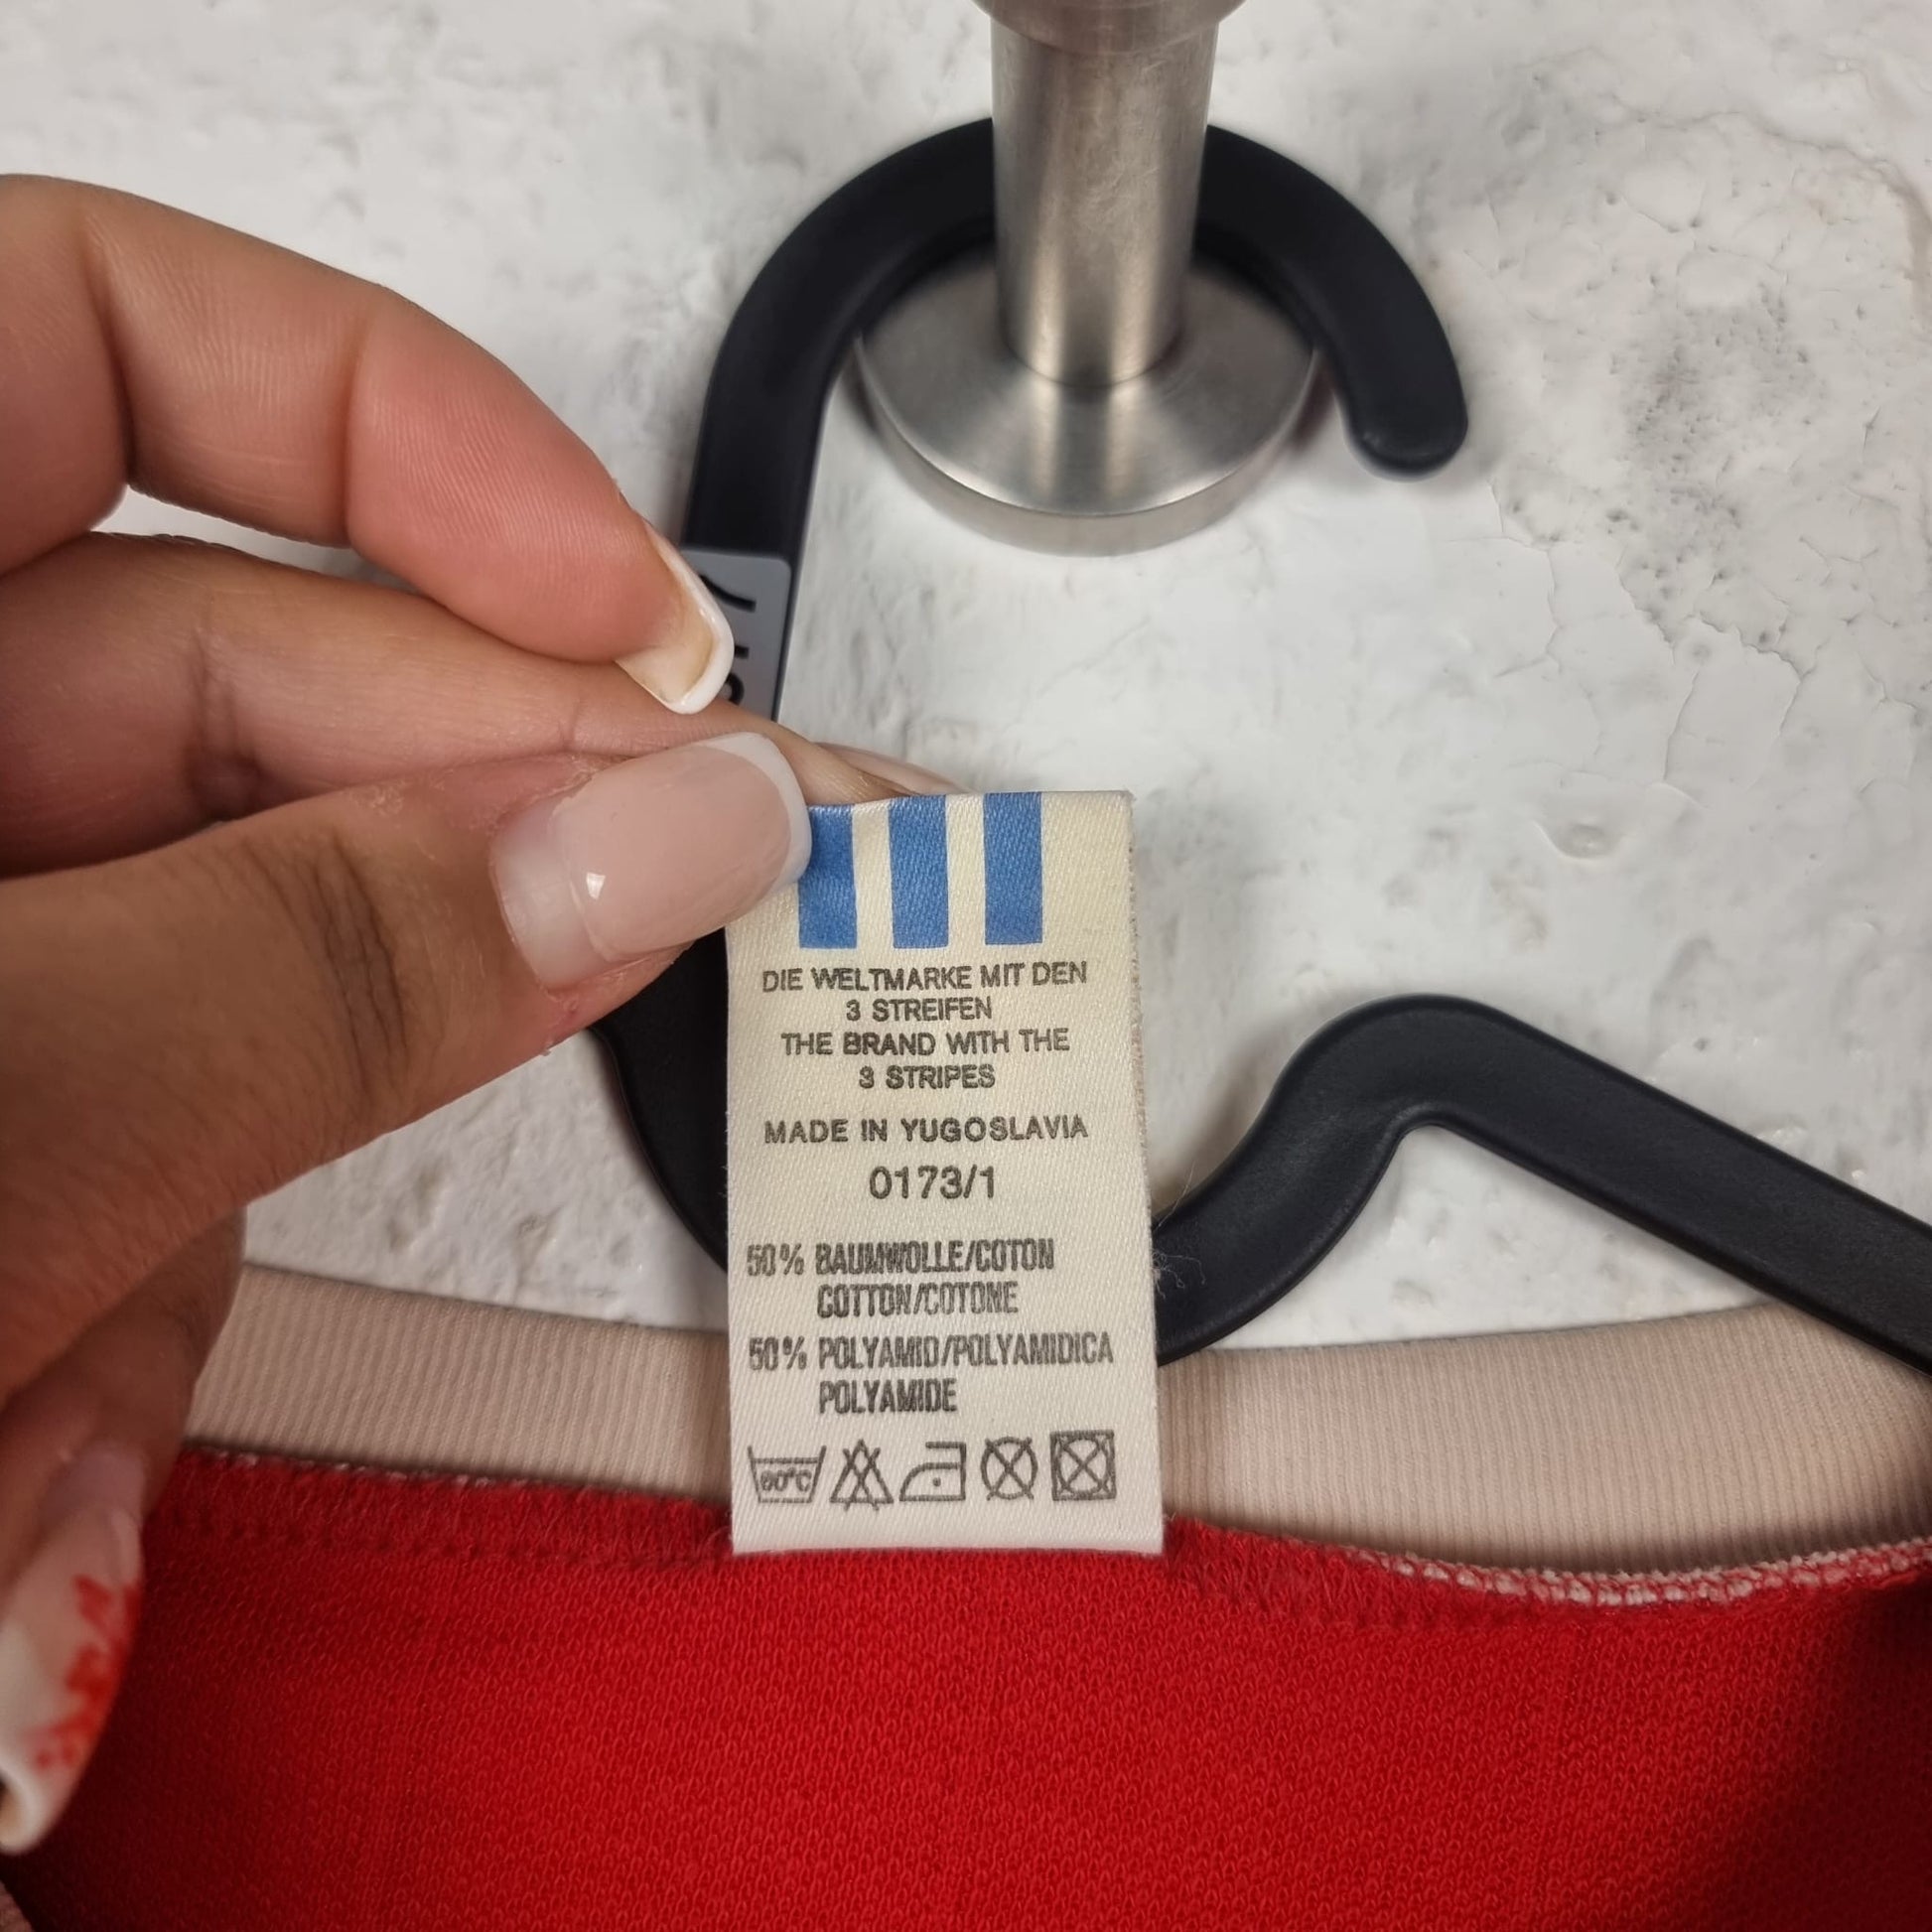 DIE WELTMARKE MIT DEN
3 STREIFEN
THE BRAND WITH THE
3 STRIPES
MADE IN YUGOSLAVIA
0173/1
50% BAUMWOLLE/COTON
COTTON/COTONE
50% POLYAMID/POLYAMIDICA
POLYAMIDE
60°C